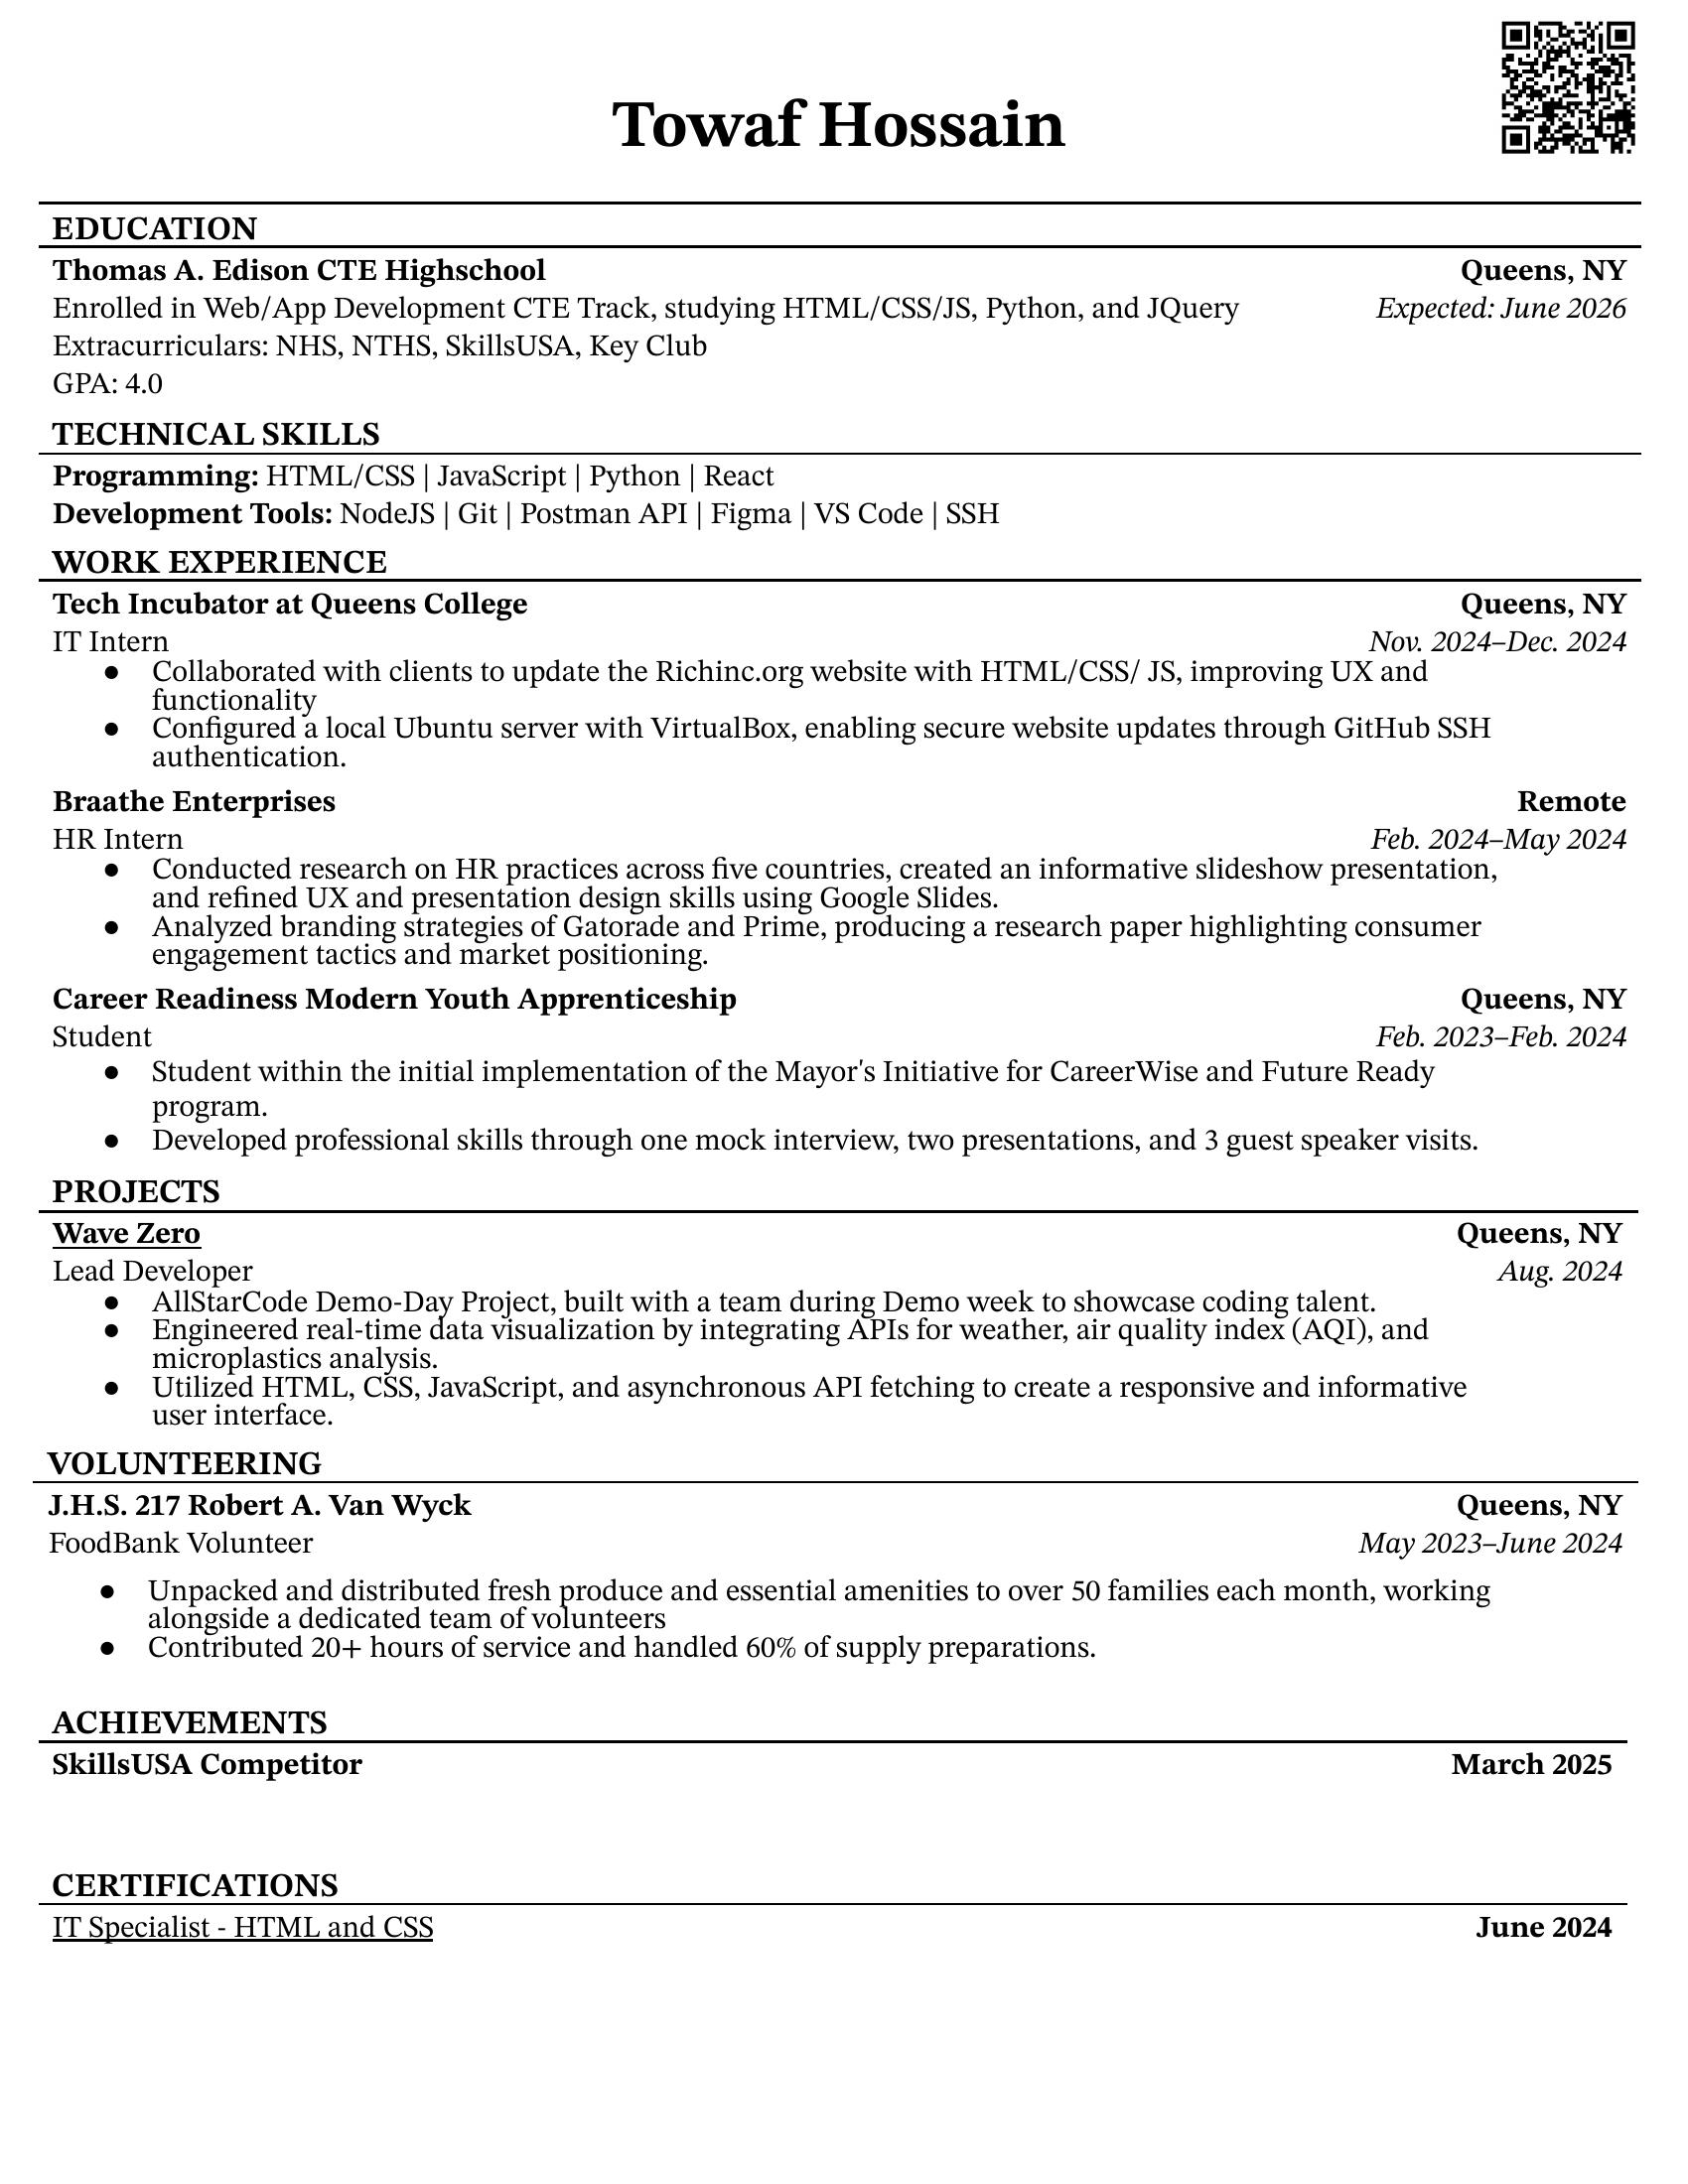 Towaf Hossain
EDUCATION
Thomas A. Edison CTE Highschool Queens, NY
Enrolled in Web/App Development CTE Track, studying HTML/CSS/JS, Python, and JQuery Expected: June 2026
Extracurriculars: NHS, NTHS, SkillsUSA, Key Club
GPA: 4.0
TECHNICAL SKILLS
Programming: HTML/CSS | JavaScript | Python | React
Development Tools: NodeJS | Git | Postman API | Figma | VS Code | SSH
WORK EXPERIENCE
Tech Incubator at Queens College Queens, NY
IT Intern Nov. 2024–Dec. 2024
● Collaborated with clients to update the Richinc.org website with HTML/CSS/ JS, improving UX and
functionality
● Configured a local Ubuntu server with VirtualBox, enabling secure website updates through GitHub SSH
authentication.
Braathe Enterprises Remote
HR Intern Feb. 2024–May 2024
● Conducted research on HR practices across five countries, created an informative slideshow presentation,
and refined UX and presentation design skills using Google Slides.
● Analyzed branding strategies of Gatorade and Prime, producing a research paper highlighting consumer
engagement tactics and market positioning.
Career Readiness Modern Youth Apprenticeship Queens, NY
Student Feb. 2023–Feb. 2024
● Student within the initial implementation of the Mayor's Initiative for CareerWise and Future Ready
program.
● Developed professional skills through one mock interview, two presentations, and 3 guest speaker visits.
PROJECTS
Wave Zero Queens, NY
Lead Developer Aug. 2024
● AllStarCode Demo-Day Project, built with a team during Demo week to showcase coding talent.
● Engineered real-time data visualization by integrating APIs for weather, air quality index (AQI), and
microplastics analysis.
● Utilized HTML, CSS, JavaScript, and asynchronous API fetching to create a responsive and informative
user interface.
VOLUNTEERING
J.H.S. 217 Robert A. Van Wyck Queens, NY
FoodBank Volunteer May 2023–June 2024
● Unpacked and distributed fresh produce and essential amenities to over 50 families each month, working
alongside a dedicated team of volunteers
● Contributed 20+ hours of service and handled 60% of supply preparations.
ACHIEVEMENTS
SkillsUSA Competitor March 2025
CERTIFICATIONS
IT Specialist - HTML and CSS June 2024